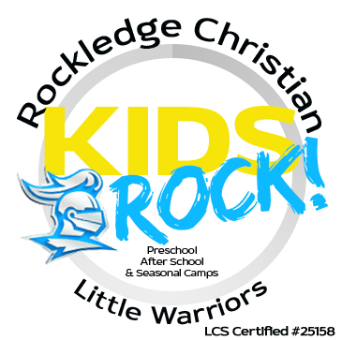 Rockledge Christian
KIDS
ROCK!
Preschool
After School
& Seasonal Camps
Little Warriors
LCS Certified #25158